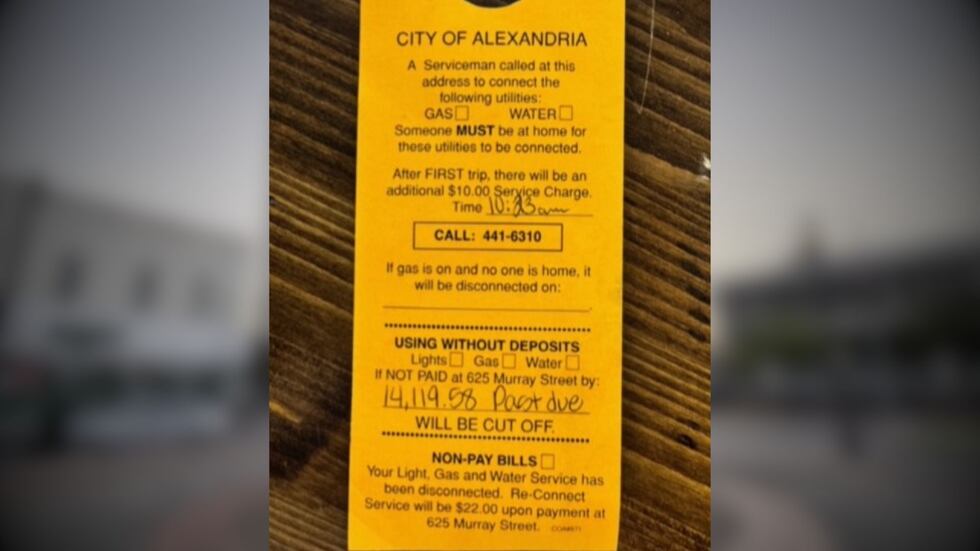 CITY OF ALEXANDRIA
A Serviceman called at this
address to connect the
following utilities:
GAS☐ WATER☐
Someone MUST be at home for
these utilities to be connected.
After FIRST trip, there will be an
additional $10.00 Service Charge.
Time 10:23am
CALL: 441-6310
If gas is on and no one is home, it
will be disconnected on:
USING WITHOUT DEPOSITS
Lights☐ Gas☐ Water☐
If NOT PAID at 625 Murray Street by:
14,119.58 Past due
WILL BE CUT OFF.
NON-PAY BILLS☐
Your Light, Gas and Water Service has
been disconnected. Re-Connect
Service will be $22.00 upon payment at
625 Murray Street.